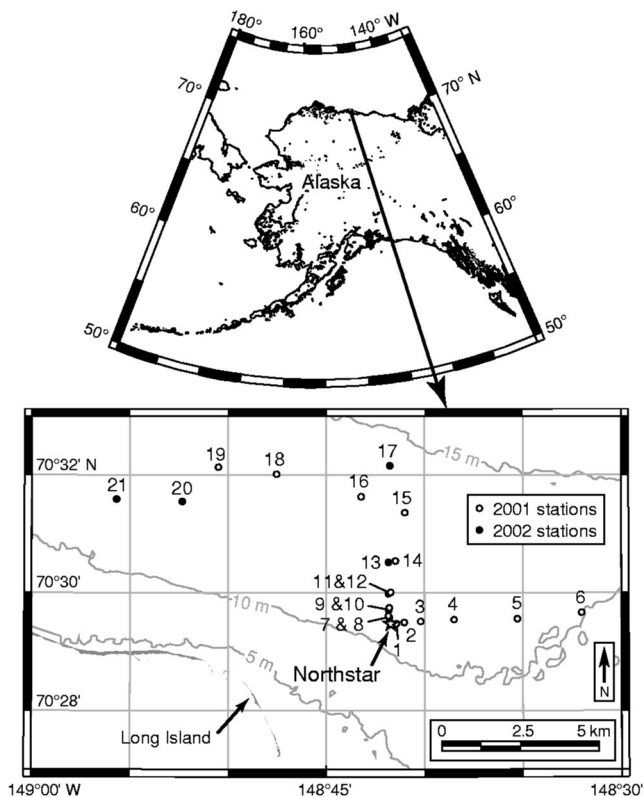 180° 160° 140° W
70° 70° N
Alaska
60° 60°
50° 50°
19 18 17 15 m
70°32' N
21 20 16 15
2001 stations
2002 stations
13 14
11&12
70°30'
10 m
9 &10 3 4 5 6
7 & 8 2
1
5 m
Northstar
N
70°28'
Long Island
0 2.5 5 km
149°00' W 148°45' 148°30'